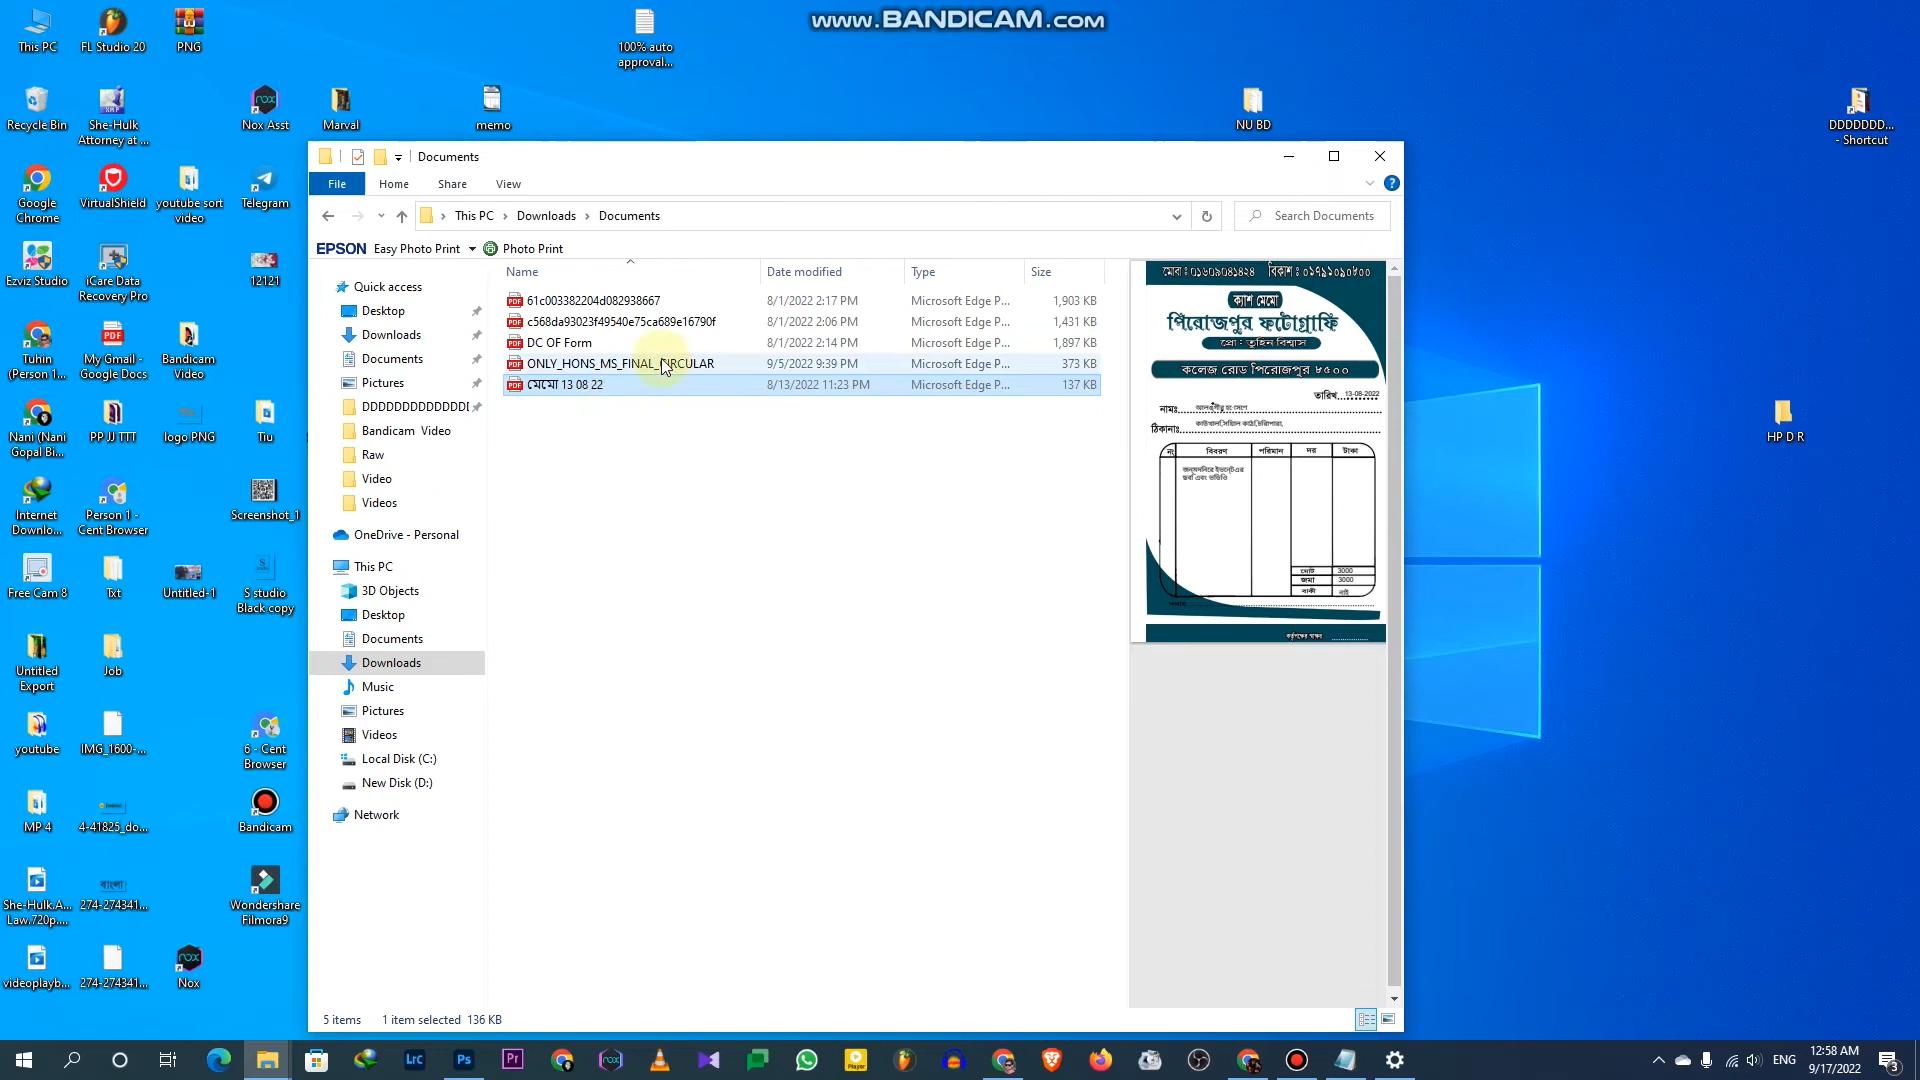 www.BANDICAM.com
This PC
FL Studio 20
PNG
100% auto
approval...
Recycle Bin
She-Hulk
Attorney at ...
Nox Asst
Marval
memo
NU BD
DDDDDDD...
- Shortcut
Google
Chrome
VirtualShield
youtube sort
video
Telegram
Ezviz Studio
iCare Data
Recovery Pro
12121
Tuhin
(Person 1...
My Gmail -
Google Docs
Bandicam
Video
Nani (Nani
Gopal Bi...
PP JJ TTT
logo PNG
Tiu
HP D R
Internet
Downlo...
Person 1 -
Cent Browser
Screenshot_1
Free Cam 8
Txt
Untitled-1
S studio
Black copy
Untitled
Export
Job
youtube
IMG_1600-...
6 - Cent
Browser
MP 4
4-41825_do...
Bandicam
She-Hulk.A...
Law.720p....
274-274341...
Wondershare
Filmora9
videoplayb...
274-274341...
Nox
Documents
File
Home
Share
View
This PC
Downloads
Documents
Search Documents
EPSON Easy Photo Print
Photo Print
Quick access
Desktop
Downloads
Documents
Pictures
DDDDDDDDDDDDDI
Bandicam Video
Raw
Video
Videos
OneDrive - Personal
This PC
3D Objects
Desktop
Documents
Downloads
Music
Pictures
Videos
Local Disk (C:)
New Disk (D:)
Network
Name Date modified Type Size
61c003382204d082938667 8/1/2022 2:17 PM Microsoft Edge P... 1,903 KB
c568da93023f49540e75ca689e16790f 8/1/2022 2:06 PM Microsoft Edge P... 1,431 KB
DC OF Form 8/1/2022 2:14 PM Microsoft Edge P... 1,897 KB
ONLY_HONS_MS_FINAL_CIRCULAR 9/5/2022 9:39 PM Microsoft Edge P... 373 KB
মেমো 13 08 22 8/13/2022 11:23 PM Microsoft Edge P... 137 KB
মোবা : ০১৬০৯০৪১৪২৪ বিকাশ : ০১৭৯১০৯০৮০০
ক্যাশ মেমো
পিরোজপুর ফটোগ্রাফি
প্রো: তুহিন বিশ্বাস
কলেজ রোড পিরোজপুর ৮৫০০
তারিখ...13-08-2022
নামঃ
ঠিকানাঃ
নং বিবরণ পরিমান দর টাকা
মোট 3000
জমা 3000
বাকী নাই
কর্তৃপক্ষের স্বাক্ষর
5 items 1 item selected 136 KB
ENG
12:58 AM
9/17/2022
3